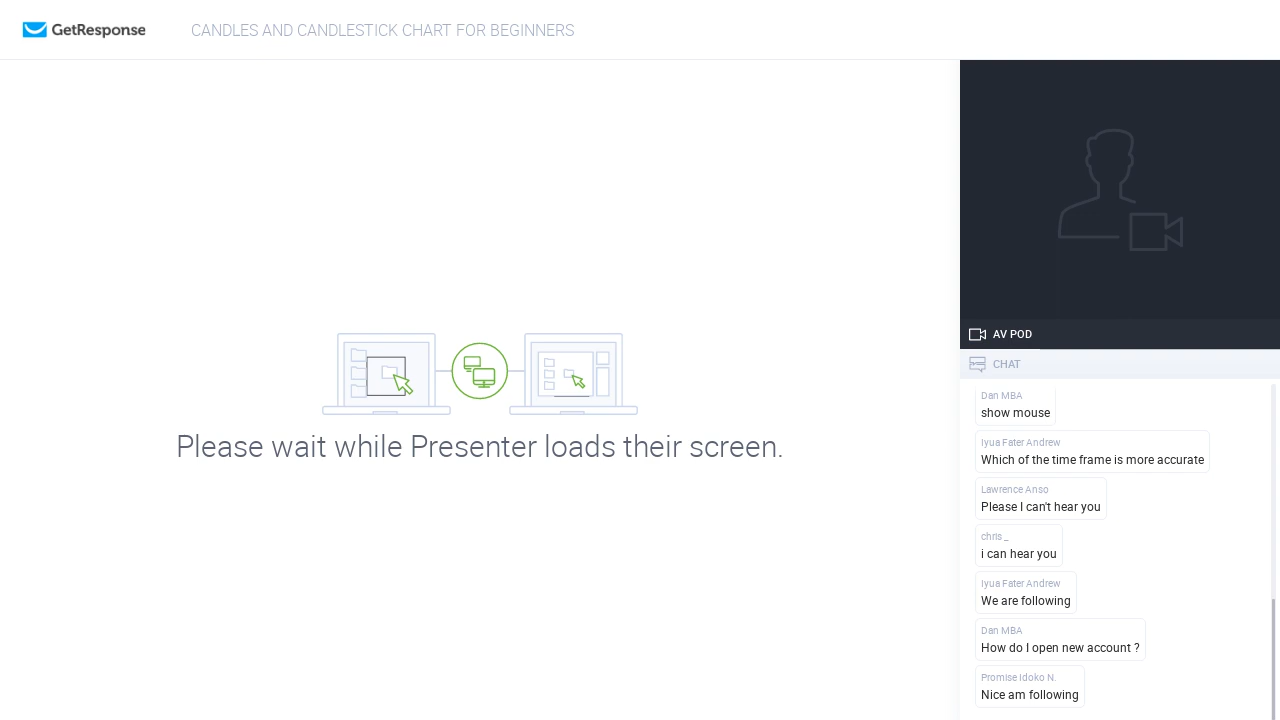 GetResponse
CANDLES AND CANDLESTICK CHART FOR BEGINNERS
Please wait while Presenter loads their screen.
AV POD
CHAT
Dan MBA
show mouse
Iyua Fater Andrew
Which of the time frame is more accurate
Lawrence Anso
Please I can't hear you
chris _
i can hear you
Iyua Fater Andrew
We are following
Dan MBA
How do I open new account ?
Promise Idoko N.
Nice am following